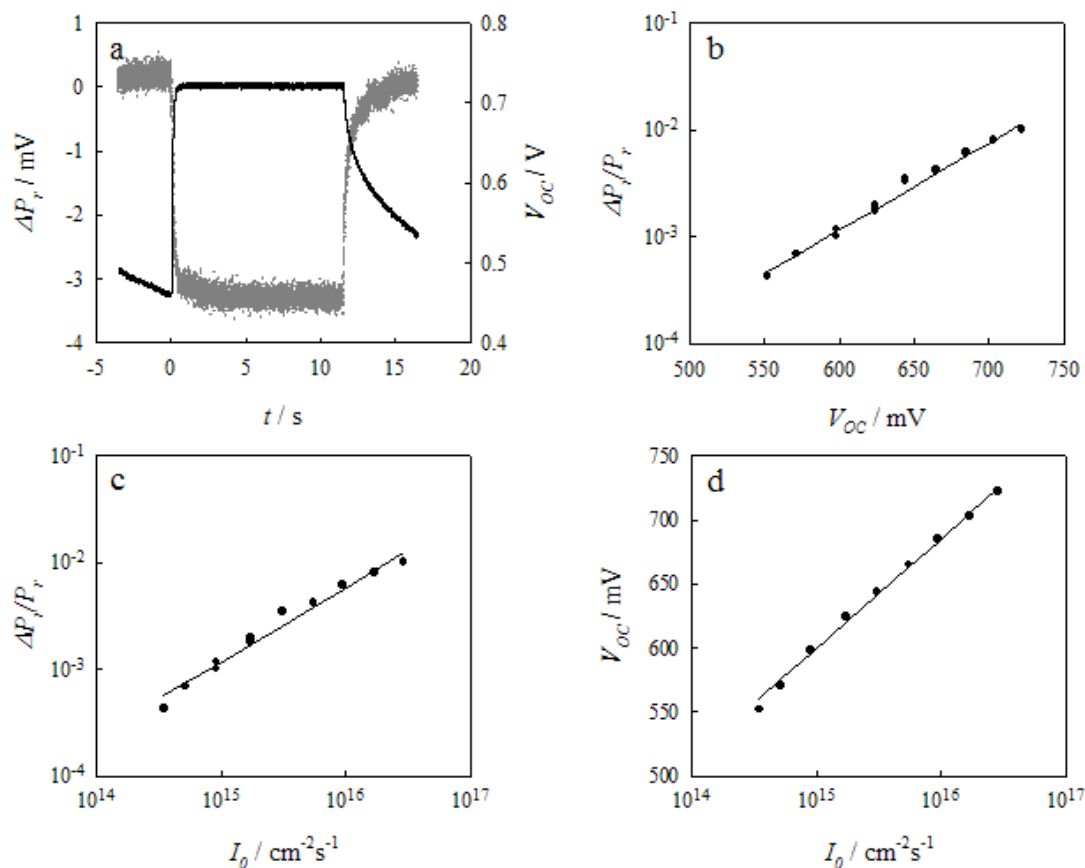 a
1
0
-1
-2
-3
-4
ΔP_r / mV
0.8
0.7
0.6
0.5
0.4
V_OC / V
-5 0 5 10 15 20
t / s
b
10^-1
10^-2
10^-3
10^-4
ΔP_r/P_r
500 550 600 650 700 750
V_OC / mV
c
10^-1
10^-2
10^-3
10^-4
ΔP_r/P_r
10^14 10^15 10^16 10^17
I_0 / cm^-2s^-1
d
750
700
650
600
550
500
V_OC / mV
10^14 10^15 10^16 10^17
I_0 / cm^-2s^-1